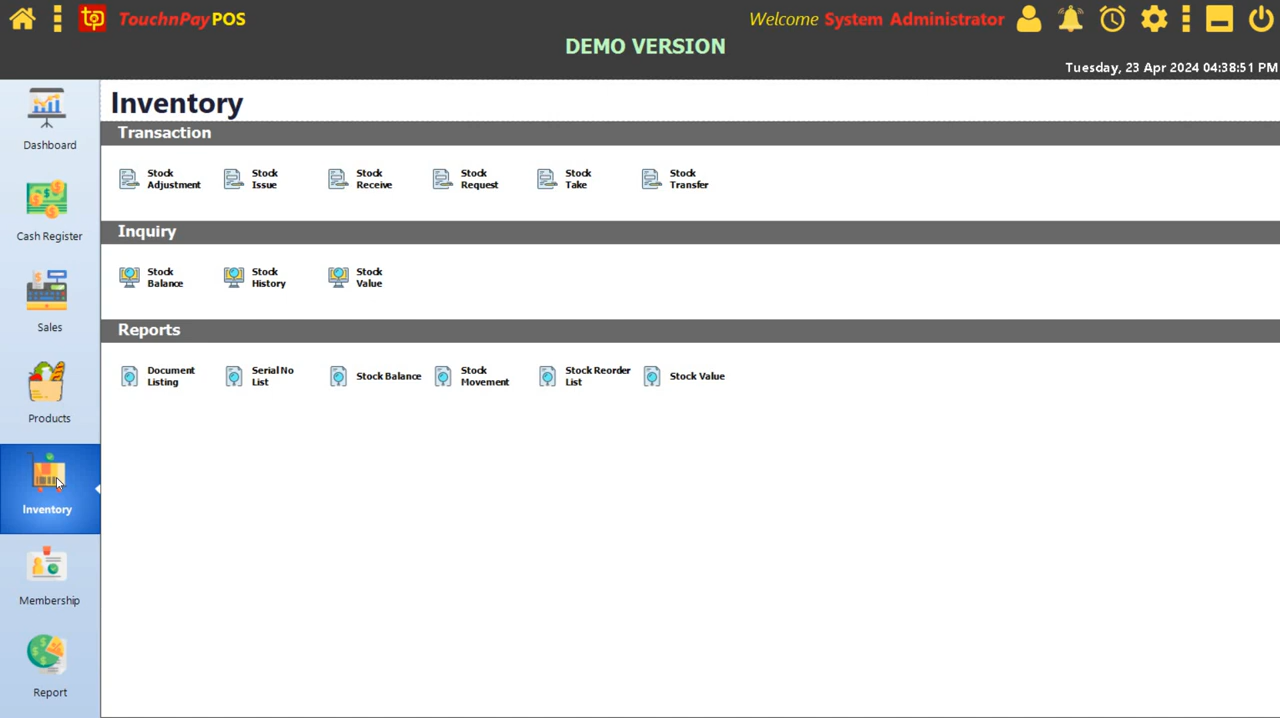 tp TouchnPay POS
Welcome System Administrator
DEMO VERSION
Tuesday, 23 Apr 2024 04:38:51 PM
Dashboard
Cash Register
Sales
Products
Inventory
Membership
Report
Inventory
Transaction
Stock
Adjustment
Stock
Issue
Stock
Receive
Stock
Request
Stock
Take
Stock
Transfer
Inquiry
Stock
Balance
Stock
History
Stock
Value
Reports
Document
Listing
Serial No
List
Stock Balance
Stock
Movement
Stock Reorder
List
Stock Value